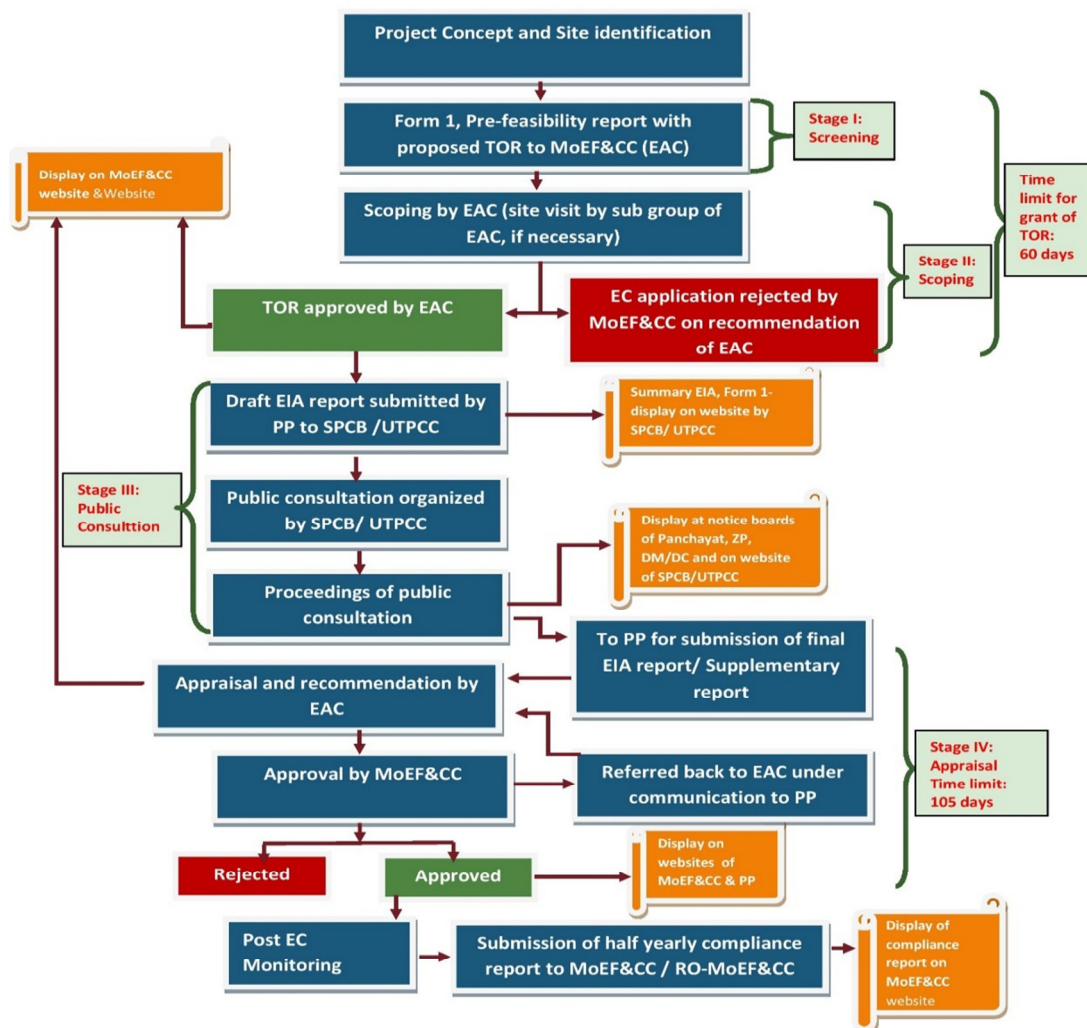 Project Concept and Site identification
Form 1, Pre-feasibility report with
proposed TOR to MoEF&CC (EAC)
Stage I:
Screening
Display on MoEF&CC
website &Website
Scoping by EAC (site visit by sub group of
EAC, if necessary)
Time
limit for
grant of
TOR:
60 days
Stage II:
Scoping
TOR approved by EAC
EC application rejected by
MoEF&CC on recommendation
of EAC
Draft EIA report submitted by
PP to SPCB /UTPCC
Summary EIA, Form 1-
display on website by
SPCB/ UTPCC
Stage III:
Public
Consulttion
Public consultation organized
by SPCB/ UTPCC
Display at notice boards
of Panchayat, ZP,
DM/DC and on website
of SPCB/UTPCC
Proceedings of public
consultation
To PP for submission of final
EIA report/ Supplementary
report
Appraisal and recommendation by
EAC
Stage IV:
Appraisal
Time limit:
105 days
Approval by MoEF&CC
Referred back to EAC under
communication to PP
Display on
websites of
MoEF&CC & PP
Rejected
Approved
Post EC
Monitoring
Submission of half yearly compliance
report to MoEF&CC / RO-MoEF&CC
Display of
compliance
report on
MoEF&CC
website